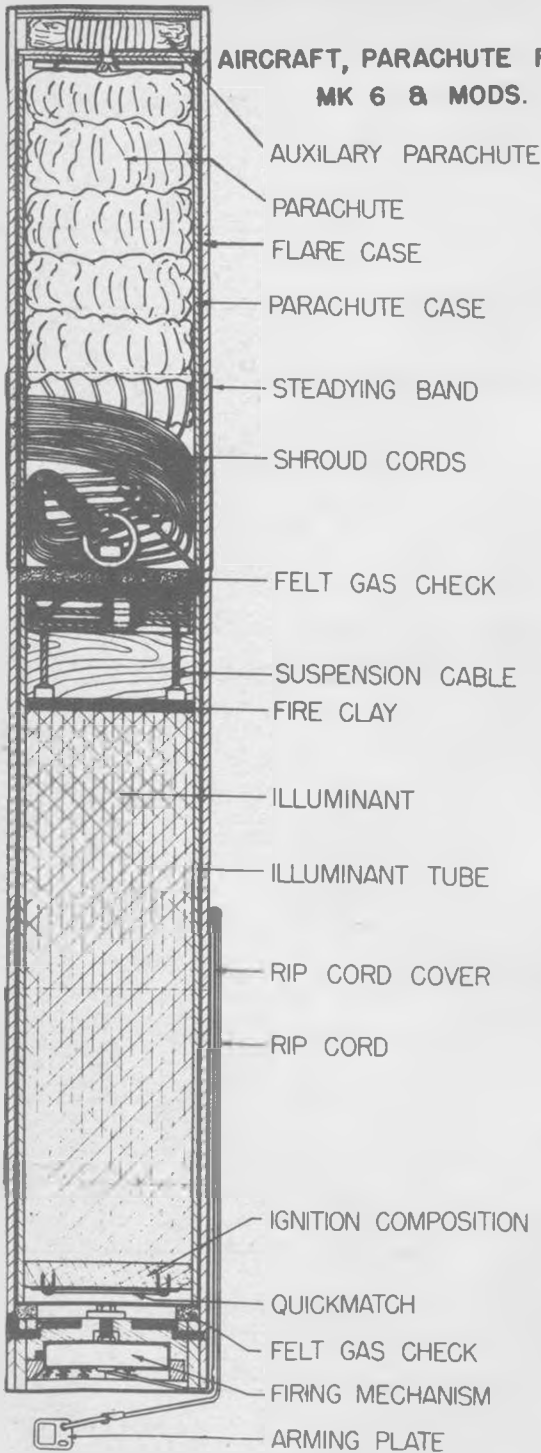 AIRCRAFT, PARACHUTE
MK 6 & MODS.
AUXILARY PARACHUTE
PARACHUTE
FLARE CASE
PARACHUTE CASE
STEADYING BAND
SHROUD CORDS
FELT GAS CHECK
SUSPENSION CABLE
FIRE CLAY
ILLUMINANT
ILLUMINANT TUBE
RIP CORD COVER
RIP CORD
IGNITION COMPOSITION
QUICKMATCH
FELT GAS CHECK
FIRING MECHANISM
ARMING PLATE